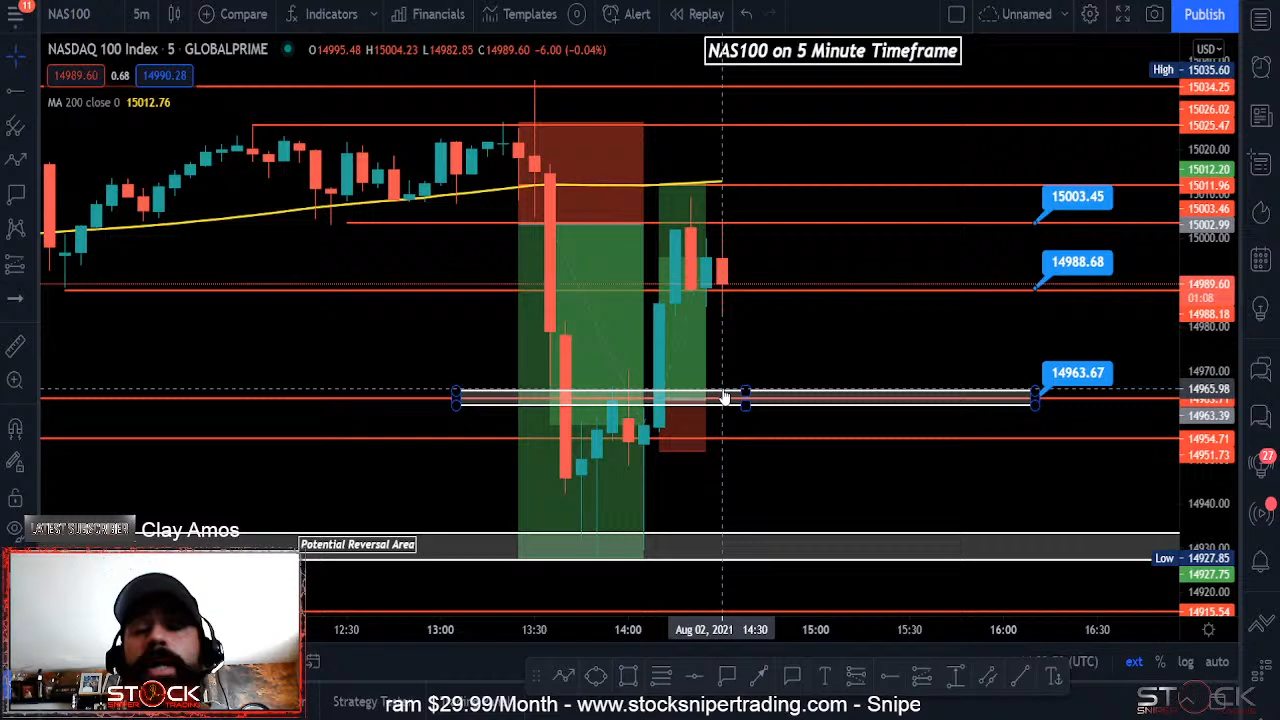 11
NAS100 5m Compare Indicators Financials Templates Alert Replay Unnamed Publish
NASDAQ 100 Index · 5 · GLOBALPRIME O14995.48 H15004.23 L14982.85 C14989.60 -6.00 (-0.04%)
NAS100 on 5 Minute Timeframe
USD
14989.60 0.68 14990.28
MA 200 close 0 15012.76
High 15035.60
15034.25
15026.02
15025.47
15020.00
15012.20
15011.96
15003.45
15003.46
15002.99
15000.00
14988.68
14989.60
01:08
14988.18
14980.00
14970.00
14963.67
14965.98
14963.39
14954.71
14951.73
14940.00
27
LATEST SUBSCRIBER Clay Amos
Potential Reversal Area
Low 14927.85
14927.75
14920.00
14915.54
12:30 13:00 13:30 14:00 Aug 02, 2021 14:30 15:00 15:30 16:00 16:30
(UTC) ext % log auto
STOCK
SNIPER TRADING
Strategy
ram $29.99/Month - www.stocksnipertrading.com - Snipe
STOCK